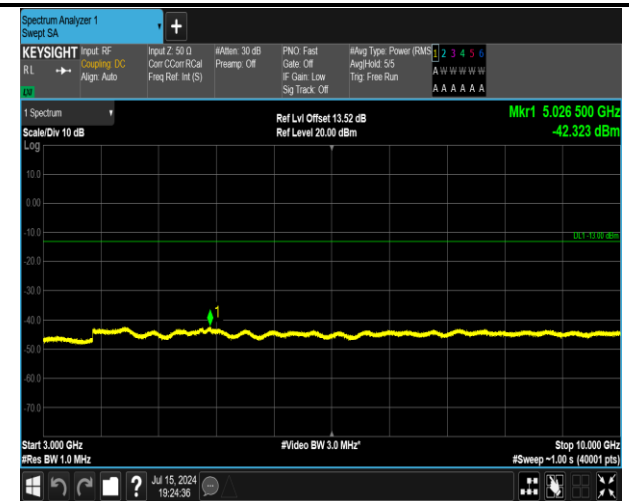 Spectrum Analyzer 1
Swept SA
+
KEYSIGHT
RL
LV
Input: RF
Coupling: DC
Align: Auto
Input Z: 50 Ω
Corr CCorr RCal
Freq Ref: Int (S)
#Atten: 30 dB
Preamp: Off
PNO: Fast
Gate: Off
IF Gain: Low
Sig Track: Off
#Avg Type: Power (RMS
Avg|Hold: 5/5
Trig: Free Run
1 2 3 4 5 6
A W W W W W
A A A A A A
1 Spectrum
Scale/Div 10 dB
Ref Lvl Offset 13.52 dB
Ref Level 20.00 dBm
Mkr1 5.026 500 GHz
-42.323 dBm
Log
10.0
0.00
-10.0
DL1 -13.00 dBm
-20.0
-30.0
1
-40.0
-50.0
-60.0
-70.0
Start 3.000 GHz
#Video BW 3.0 MHz*
Stop 10.000 GHz
#Res BW 1.0 MHz
#Sweep ~1.00 s (40001 pts)
?
Jul 15, 2024
19:24:36